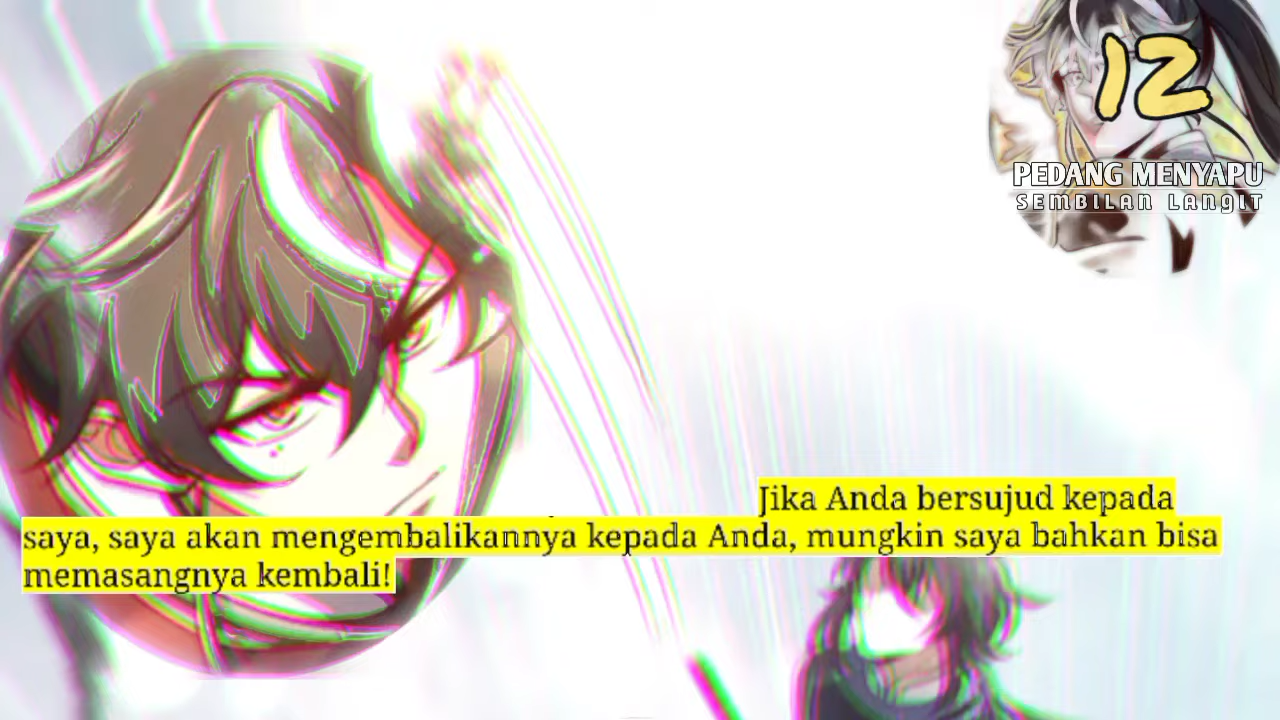 12
PEDANG MENYAPU
SEMBILAN LANGIT
Jika Anda bersujud kepada
saya, saya akan mengembalikannya kepada Anda, mungkin saya bahkan bisa
memasangnya kembali!